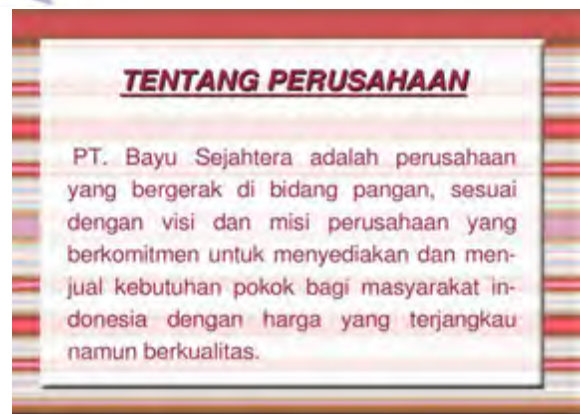 TENTANG PERUSAHAAN
PT. Bayu Sejahtera adalah perusahaan
yang bergerak di bidang pangan, sesuai
dengan visi dan misi perusahaan yang
berkomitmen untuk menyediakan dan men-
jual kebutuhan pokok bagi masyarakat in-
donesia dengan harga yang terjangkau
namun berkualitas.